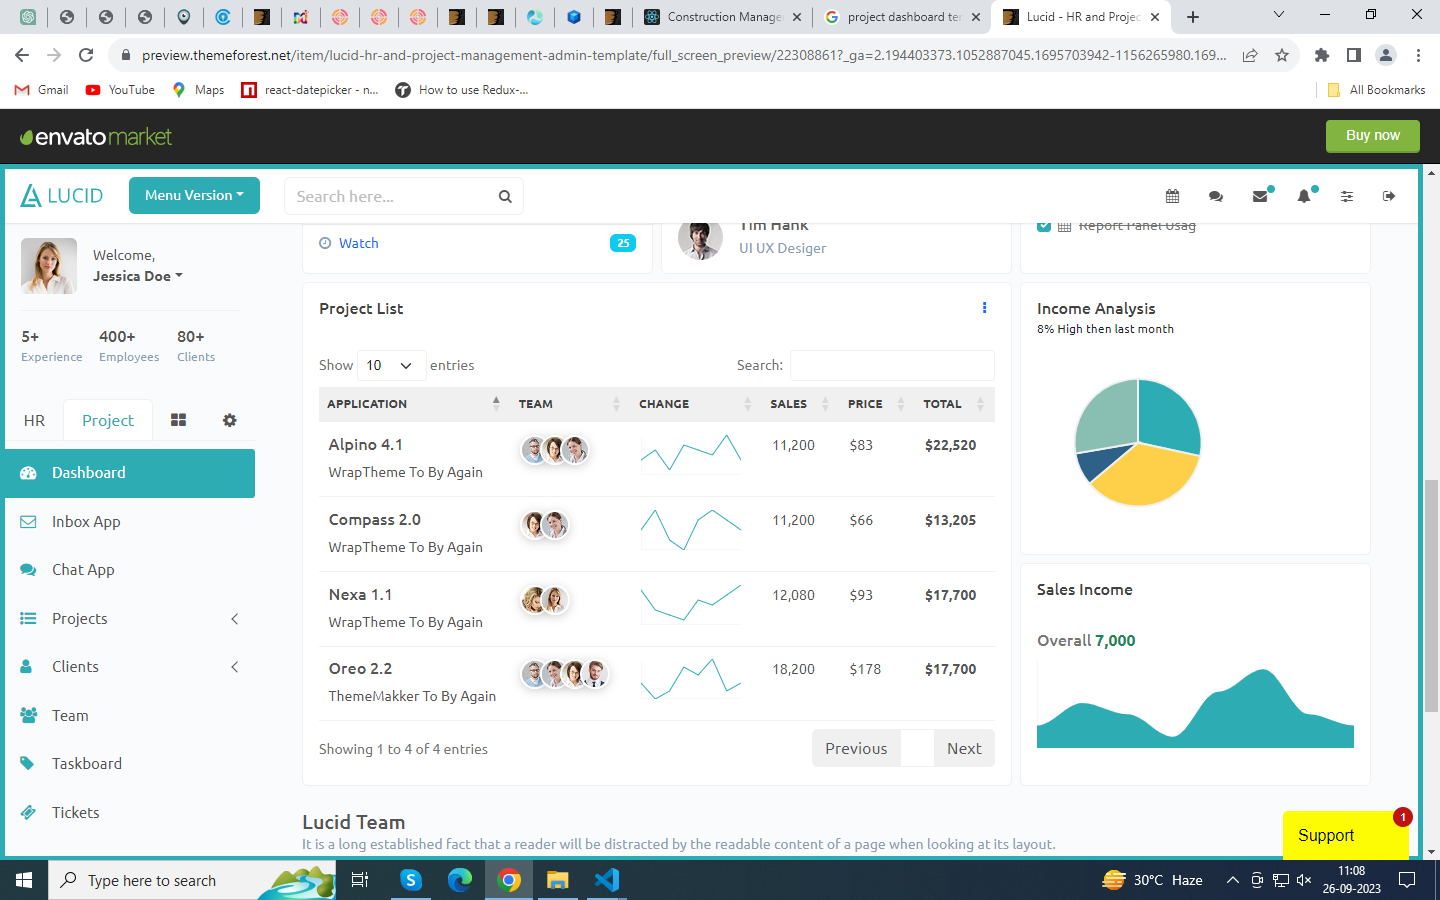 Construction Manage
project dashboard ter
Lucid - HR and Projec
preview.themeforest.net/item/lucid-hr-and-project-management-admin-template/full_screen_preview/22308861?_ga=2.194403373.1052887045.1695703942-1156265980.169...
Gmail
YouTube
Maps
react-datepicker - n...
How to use Redux-...
All Bookmarks
envatomarket
Buy now
LUCID
Menu Version
Search here...
Welcome,
Jessica Doe
5+ 400+ 80+
Experience Employees Clients
HR Project
Dashboard
Inbox App
Chat App
Projects
Clients
Team
Taskboard
Tickets
Watch 25
Tim Hank
UI UX Desiger
Report Panel Usag
Project List
Show 10 entries
Search:
APPLICATION TEAM CHANGE SALES PRICE TOTAL
Alpino 4.1 11,200 $83 $22,520
WrapTheme To By Again
Compass 2.0 11,200 $66 $13,205
WrapTheme To By Again
Nexa 1.1 12,080 $93 $17,700
WrapTheme To By Again
Oreo 2.2 18,200 $178 $17,700
ThemeMakker To By Again
Showing 1 to 4 of 4 entries
Previous Next
Income Analysis
8% High then last month
Sales Income
Overall 7,000
Lucid Team
It is a long established fact that a reader will be distracted by the readable content of a page when looking at its layout.
Support
1
Type here to search
30°C Haze
11:08
26-09-2023